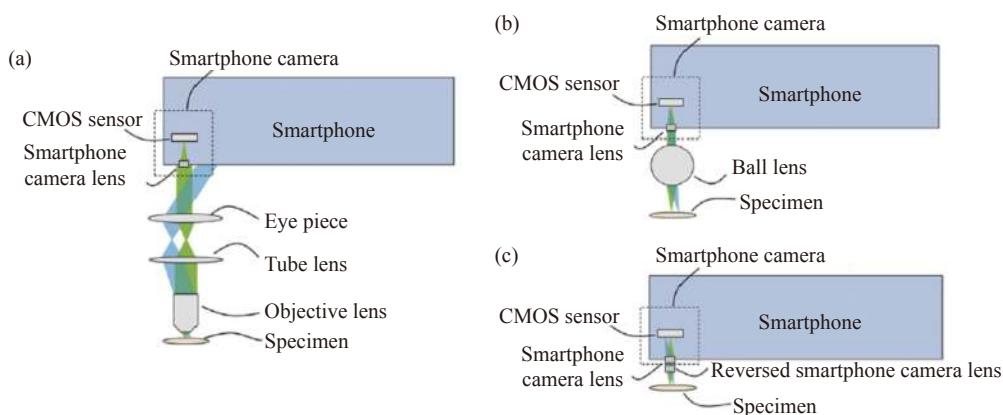 (a)
Smartphone camera
CMOS sensor
Smartphone
camera lens
Smartphone
Eye piece
Tube lens
Objective lens
Specimen
(b)
Smartphone camera
CMOS sensor
Smartphone
Smartphone
camera lens
Ball lens
Specimen
(c)
Smartphone camera
CMOS sensor
Smartphone
Smartphone
camera lens
Reversed smartphone camera lens
Specimen